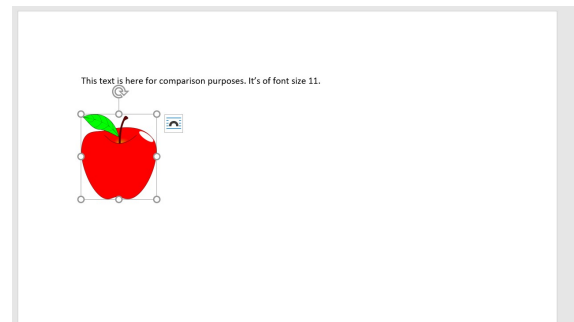 This text is here for comparison purposes. It’s of font size 11.